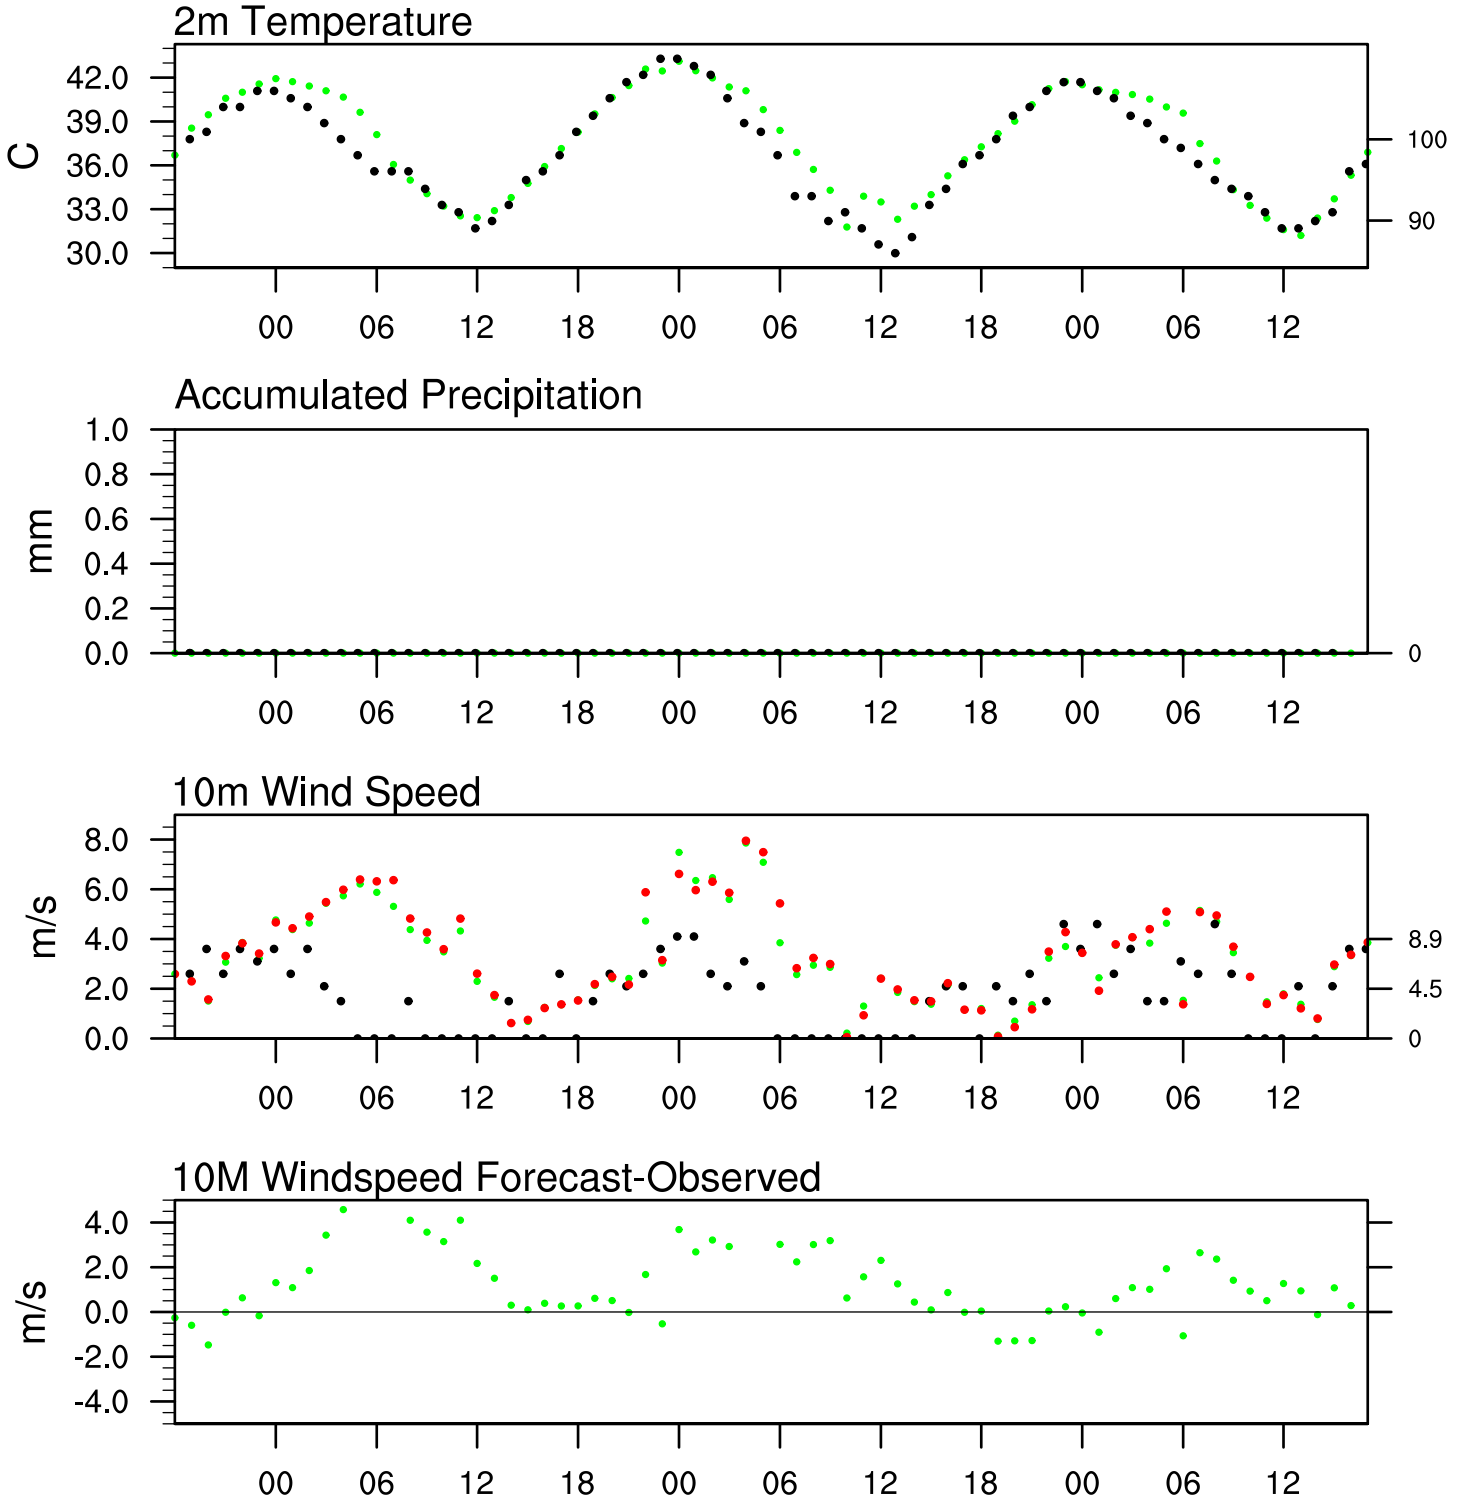 2m Temperature
42.0
39.0
36.0
33.0
30.0
C
100
90
00 06 12 18 00 06 12 18 00 06 12
Accumulated Precipitation
1.0
0.8
0.6
0.4
0.2
0.0
mm
0
00 06 12 18 00 06 12 18 00 06 12
10m Wind Speed
8.0
6.0
4.0
2.0
0.0
m/s
8.9
4.5
0
00 06 12 18 00 06 12 18 00 06 12
10M Windspeed Forecast-Observed
4.0
2.0
0.0
-2.0
-4.0
m/s
00 06 12 18 00 06 12 18 00 06 12